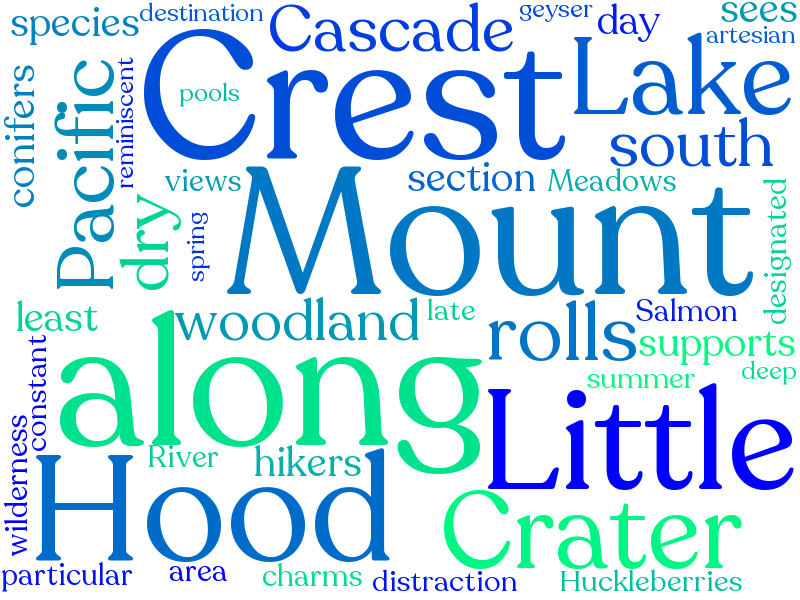 species
destination
Cascade
geyser
day
sees
artesian
conifers
Pacific
reminiscent
pools
Crest
Lake
south
views
section
Meadows
dry
spring
Mount
designated
least
woodland
late
rolls
Salmon
supports
along
summer
deep
constant
wilderness
River
hikers
Little
Hood
Crater
particular
area
charms
distraction
Huckleberries